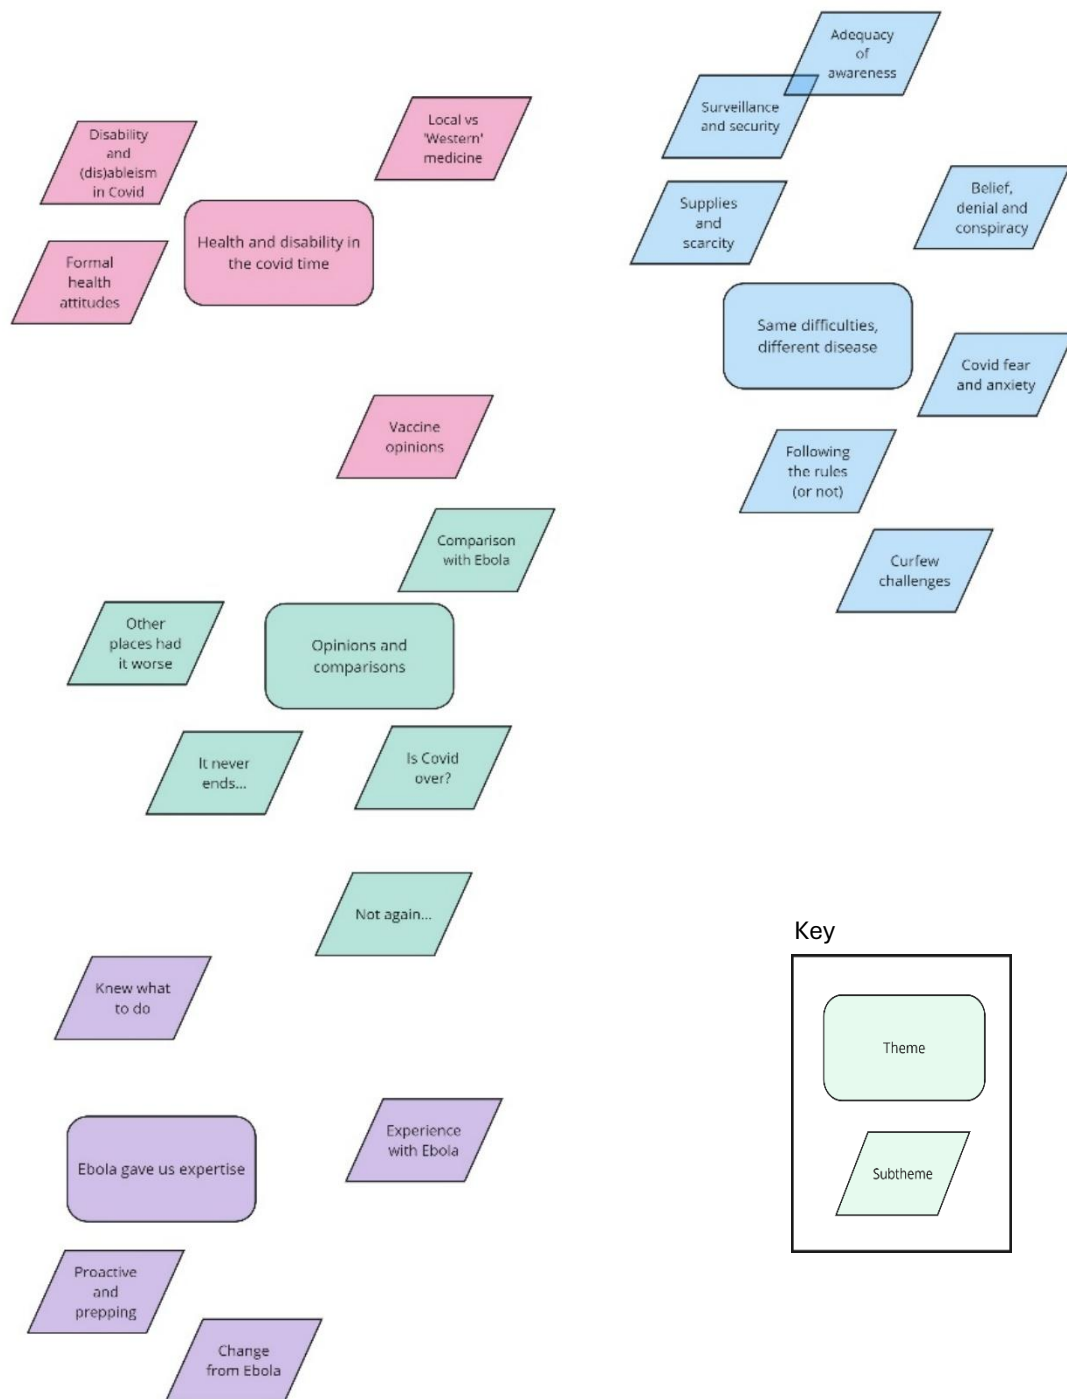 Disability
and
(dis)ableism
in Covid
Local vs
'Western'
medicine
Health and disability in
the covid time
Formal
health
attitudes
Vaccine
opinions
Adequacy
of
awareness
Surveillance
and security
Supplies
and
scarcity
Belief,
denial and
conspiracy
Same difficulties,
different disease
Covid fear
and anxiety
Following
the rules
(or not)
Curfew
challenges
Comparison
with Ebola
Other
places had
it worse
Opinions and
comparisons
It never
ends...
Is Covid
over?
Not again...
Knew what
to do
Experience
with Ebola
Ebola gave us expertise
Proactive
and
prepping
Change
from Ebola
Key
Theme
Subtheme